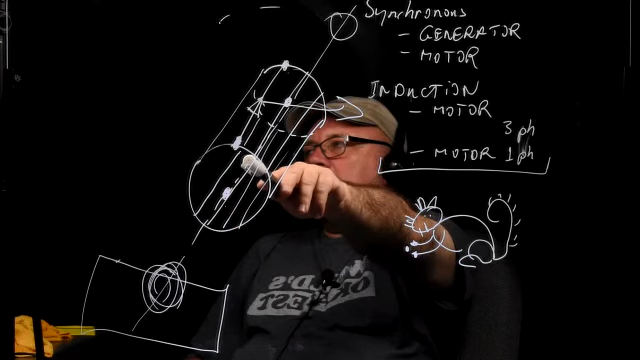 Synchronous
- GENERATOR
- MOTOR
INDUCTION
- MOTOR
3 ph
- MOTOR 1 ph